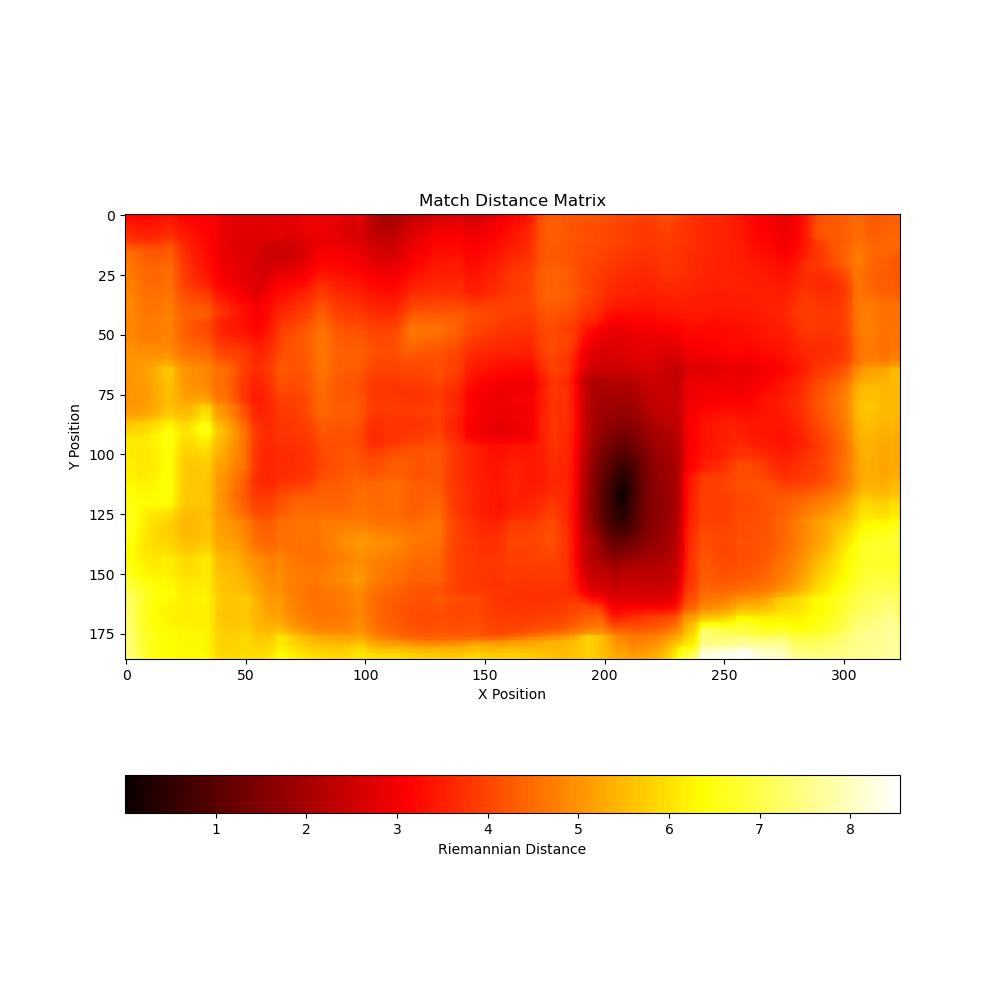 Match Distance Matrix
0
25
50
75
100
125
150
175
Y Position
0 50 100 150 200 250 300
X Position
1 2 3 4 5 6 7 8
Riemannian Distance